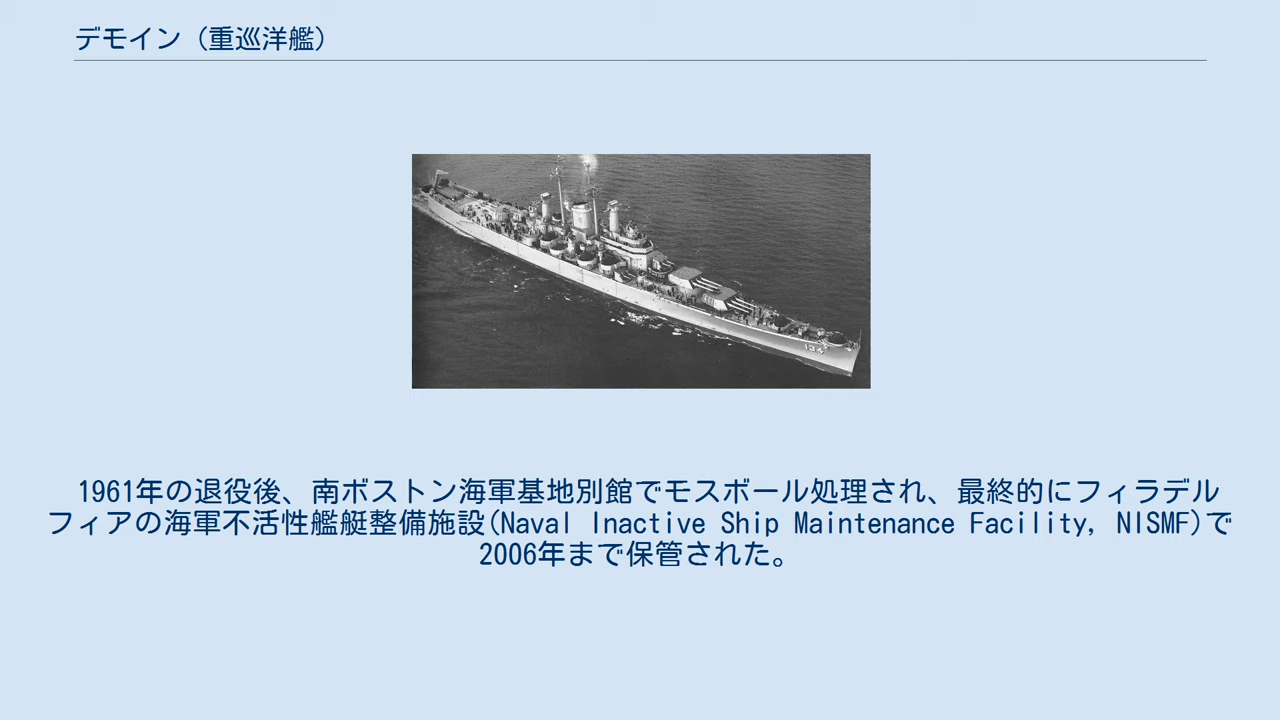 デモイン（重巡洋艦）
134
1961年の退役後、南ボストン海軍基地別館でモスボール処理され、最終的にフィラデル
フィアの海軍不活性艦艇整備施設(Naval Inactive Ship Maintenance Facility, NISMF)で
2006年まで保管された。